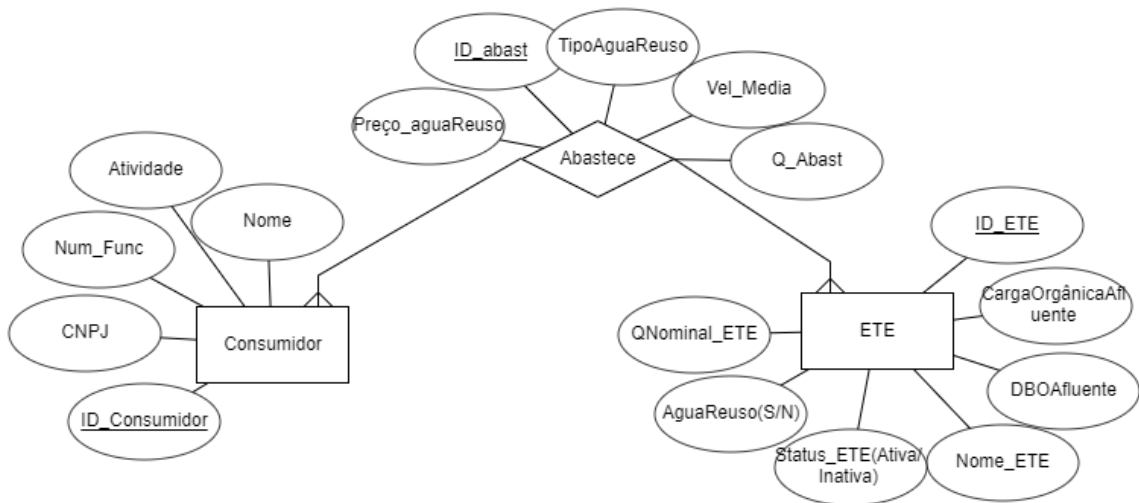 ID_abast
TipoAguaReuso
Vel_Media
Preço_aguaReuso
Abastece
Q_Abast
Atividade
Nome
Num_Func
CNPJ
Consumidor
ID_Consumidor
ID_ETE
CargaOrgânicaAfl
uente
QNominal_ETE
ETE
DBOAfluente
AguaReuso(S/N)
Status_ETE(Ativa/
Inativa)
Nome_ETE